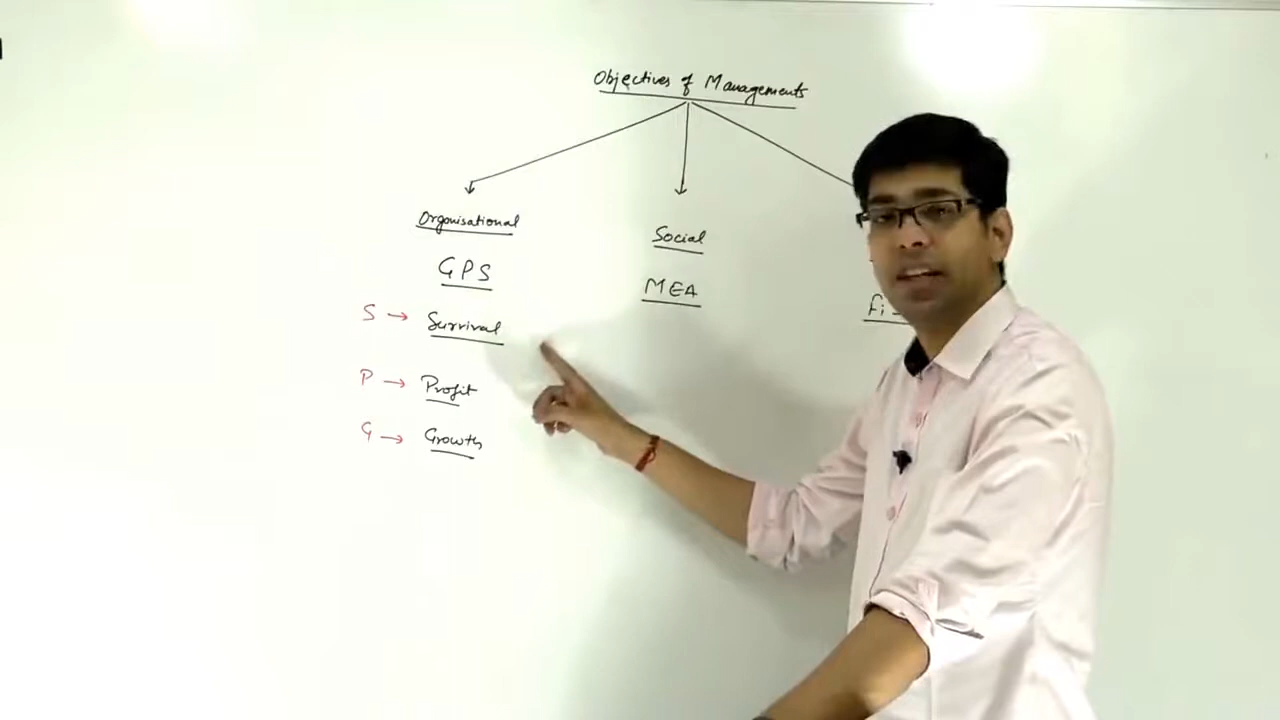 Objectives of Managements
Organisational
GPS
S → Survival
P → Profit
G → Growth
Social
MEA